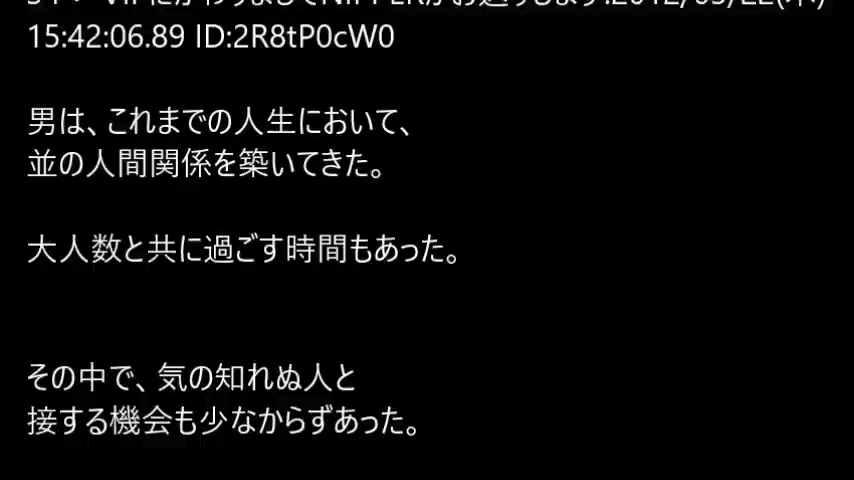 15:42:06.89 ID:2R8tP0cW0
男は、これまでの人生において、
並の人間関係を築いてきた。
大人数と共に過ごす時間もあった。
その中で、気の知れぬ人と
接する機会も少なからずあった。